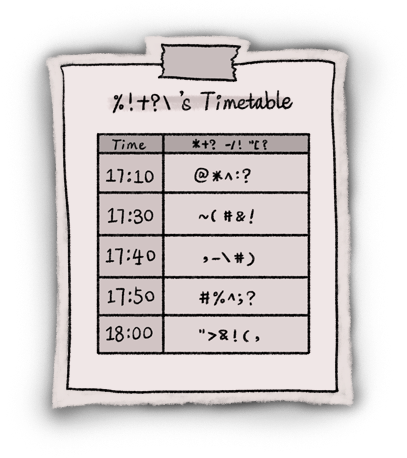 %!+?\'s Timetable
Time *+? -/! "[?
17:10 @*^:?
17:30 ~(#&!
17:40 ,-\#)
17:50 #%^;?
18:00 ">&!(,